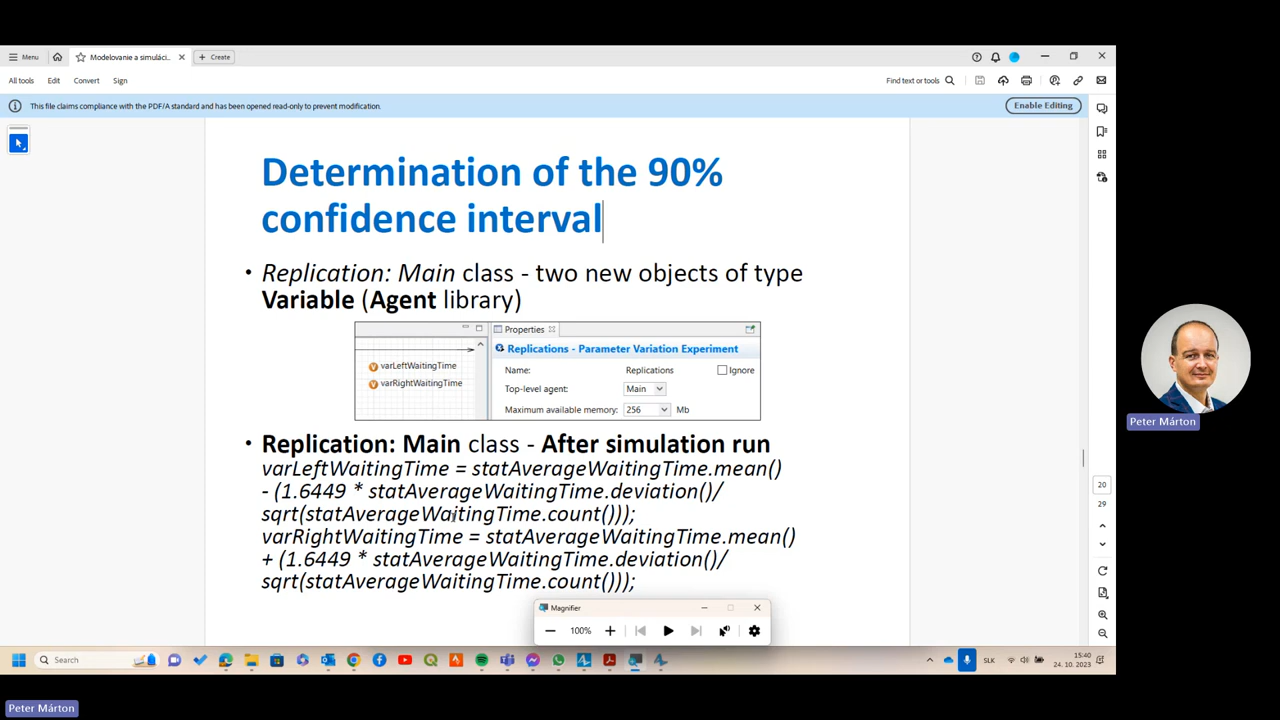 Menu
Modelovanie a simuláci..
Create
All tools
Edit
Convert
Sign
Find text or tools
This file claims compliance with the PDF/A standard and has been opened read-only to prevent modification.
Enable Editing
Determination of the 90%
confidence interval
• Replication: Main class - two new objects of type
Variable (Agent library)
varLeftWaitingTime
varRightWaitingTime
Properties
Replications - Parameter Variation Experiment
Name: Replications Ignore
Top-level agent: Main
Maximum available memory: 256 Mb
• Replication: Main class - After simulation run
varLeftWaitingTime = statAverageWaitingTime.mean()
- (1.6449 * statAverageWaitingTime.deviation()/
sqrt(statAverageWaitingTime.count()));
varRightWaitingTime = statAverageWaitingTime.mean()
+ (1.6449 * statAverageWaitingTime.deviation()/
sqrt(statAverageWaitingTime.count()));
20
29
Magnifier
100%
Search
SLK
15:40
24. 10. 2023
Peter Márton
Peter Márton